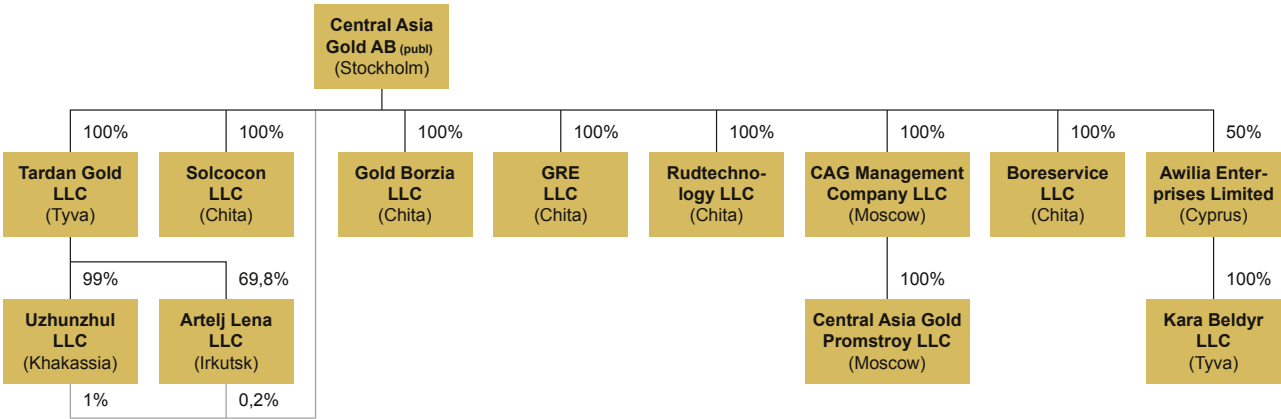 Central Asia
Gold AB (publ)
(Stockholm)
100%
100%
100%
100%
100%
100%
100%
50%
Tardan Gold
LLC
(Tyva)
Solcocon
LLC
(Chita)
Gold Borzia
LLC
(Chita)
GRE
LLC
(Chita)
Rudtechno-
logy LLC
(Chita)
CAG Management
Company LLC
(Moscow)
Boreservice
LLC
(Chita)
Awilia Enter-
prises Limited
(Cyprus)
99%
69,8%
100%
100%
Uzhunzhul
LLC
(Khakassia)
Artelj Lena
LLC
(Irkutsk)
Central Asia Gold
Promstroy LLC
(Moscow)
Kara Beldyr
LLC
(Tyva)
1%
0,2%